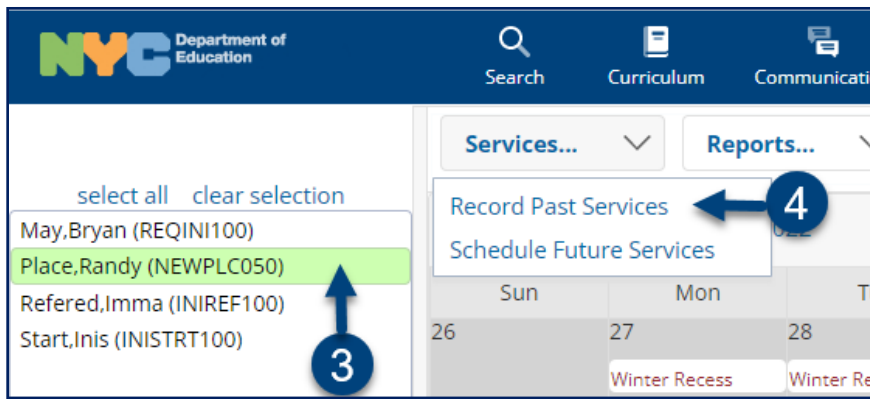 NYC Department of
Education
Search
Curriculum
Services...
Reports...
select all clear selection
Record Past Services
4
Schedule Future Services
May,Bryan (REQINI100)
Place,Randy (NEWPLC050)
Refered,Imma (INIREF100)
Start,Inis (INISTRT100)
3
Sun Mon
26 27 28
Winter Recess Winter